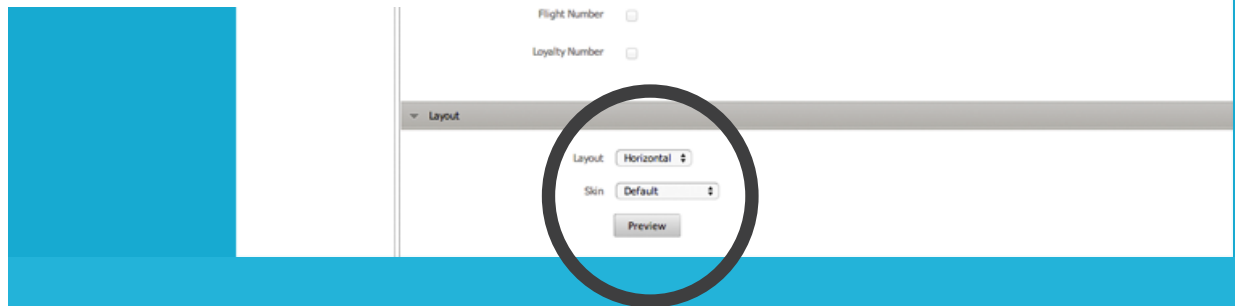 Flight Number
Loyalty Number
Layout
Layout Horizontal
Skin Default
Preview